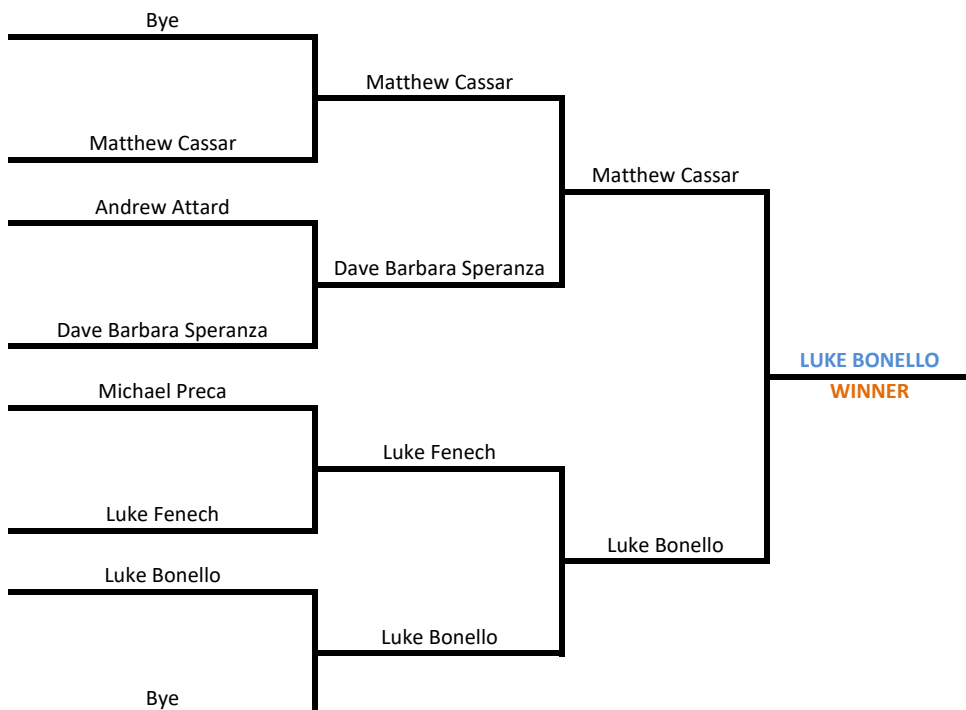 Bye
Matthew Cassar
Matthew Cassar
Matthew Cassar
Andrew Attard
Dave Barbara Speranza
Dave Barbara Speranza
LUKE BONELLO
WINNER
Michael Preca
Luke Fenech
Luke Fenech
Luke Bonello
Luke Bonello
Luke Bonello
Bye